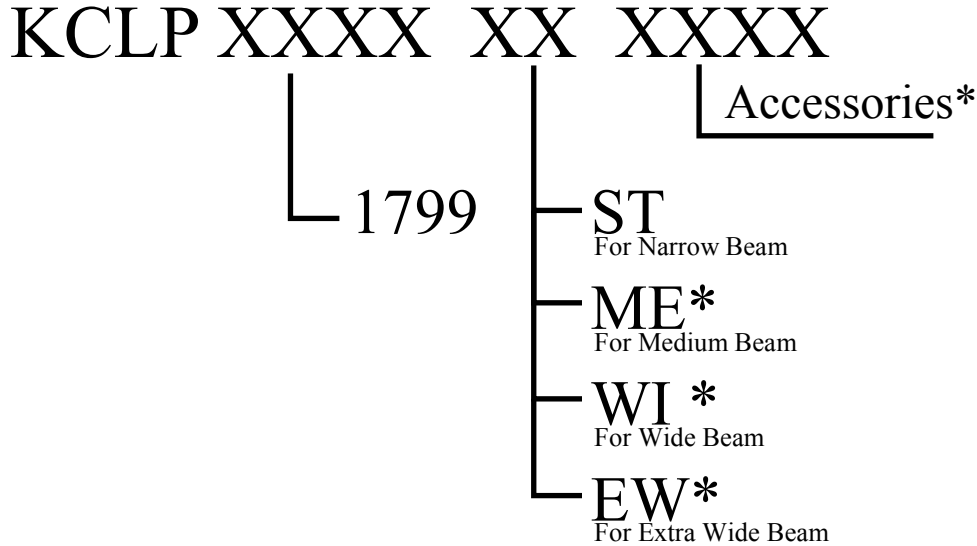 KCLP XXXX XX XXXX
Accessories*
1799
ST
For Narrow Beam
ME*
For Medium Beam
WI *
For Wide Beam
EW*
For Extra Wide Beam